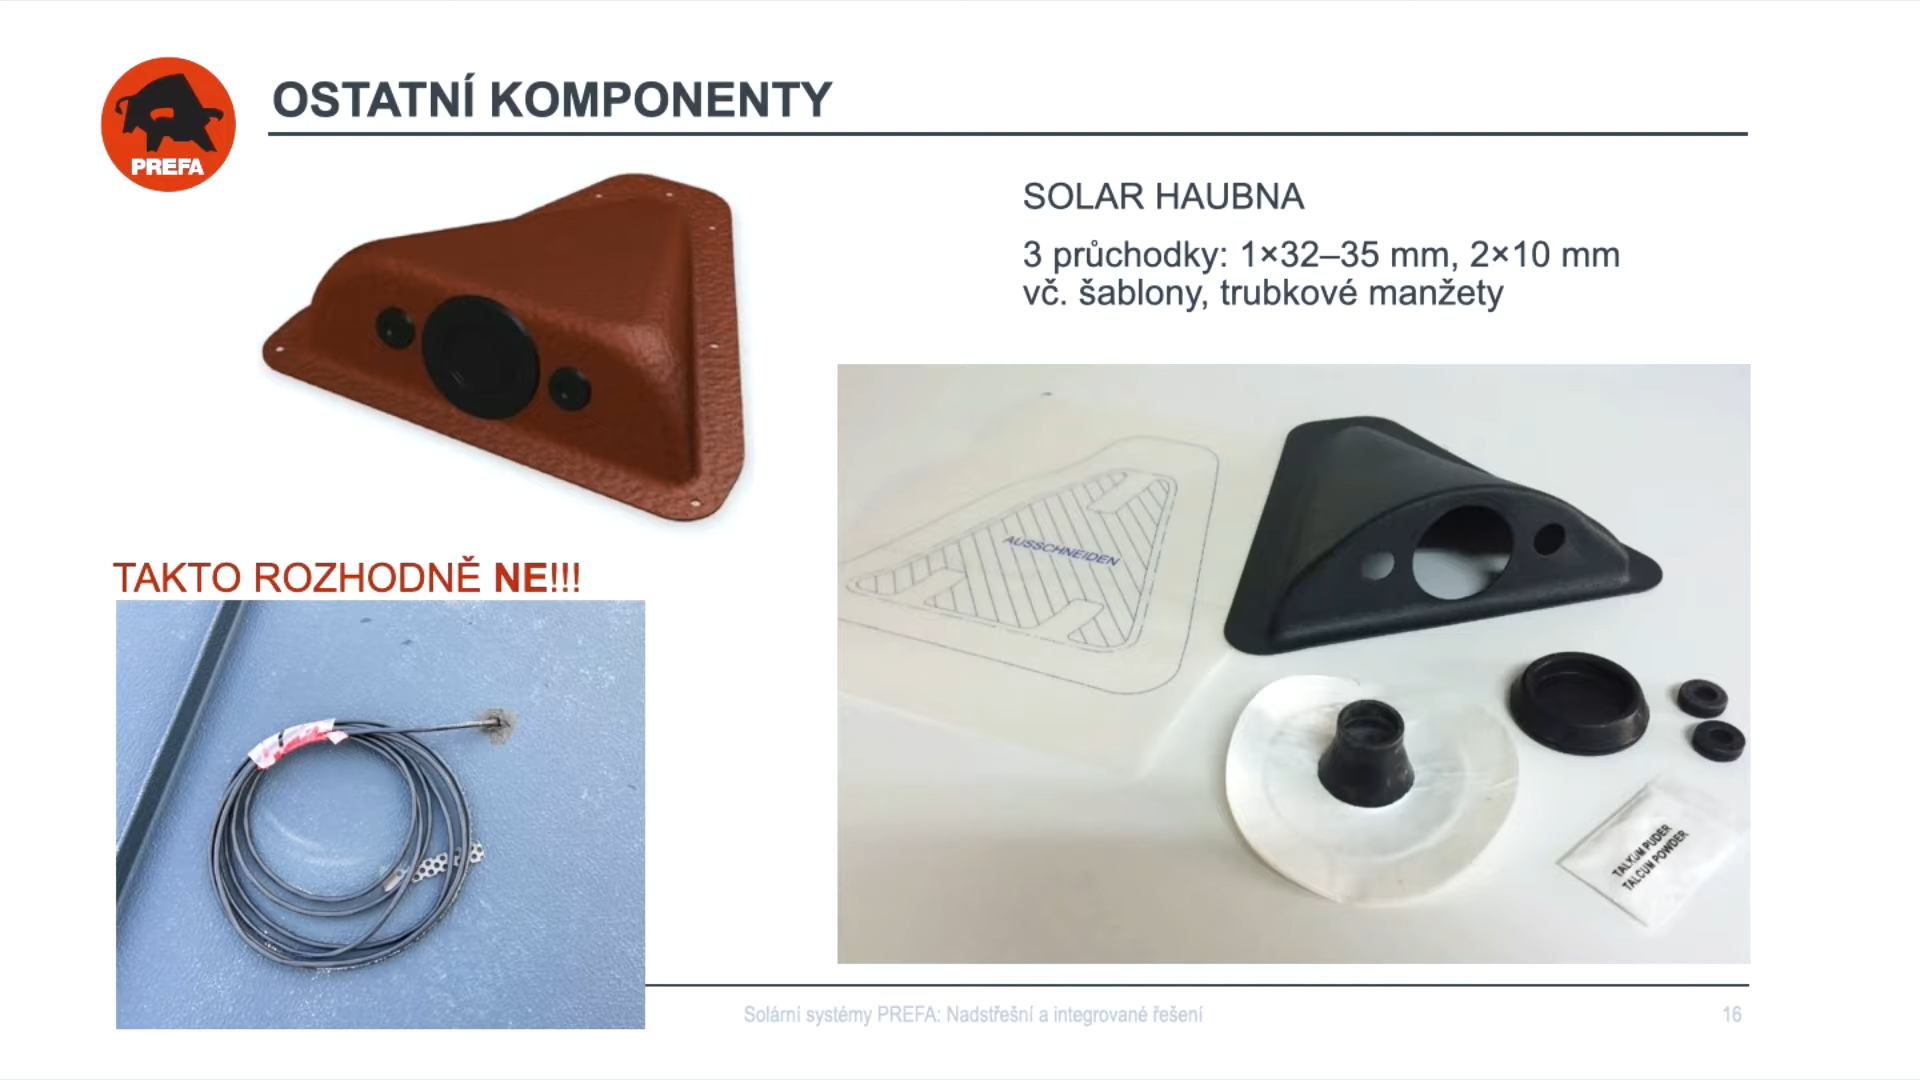 OSTATNÍ KOMPONENTY
PREFA
SOLAR HAUBNA
3 průchodky: 1×32–35 mm, 2×10 mm
vč. šablony, trubkové manžety
AUSSCHNEIDEN
TAKTO ROZHODNĚ NE!!!
TALKUM PUDER
TALCUM POWDER
Solární systémy PREFA: Nadstřešní a integrované řešení
16